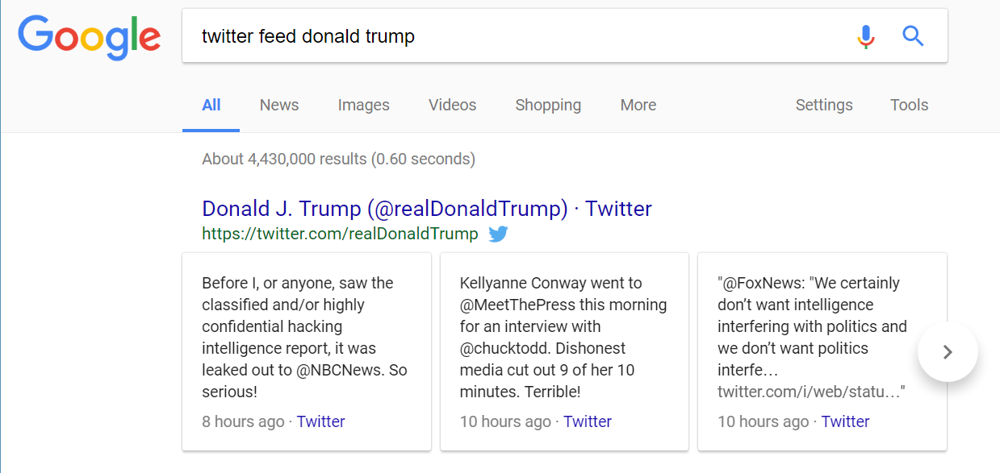 Google
twitter feed donald trump
All News Images Videos Shopping More Settings Tools
About 4,430,000 results (0.60 seconds)
Donald J. Trump (@realDonaldTrump) · Twitter
https://twitter.com/realDonaldTrump
Before I, or anyone, saw the
classified and/or highly
confidential hacking
intelligence report, it was
leaked out to @NBCNews. So
serious!
8 hours ago · Twitter
Kellyanne Conway went to
@MeetThePress this morning
for an interview with
@chucktodd. Dishonest
media cut out 9 of her 10
minutes. Terrible!
10 hours ago · Twitter
"@FoxNews: "We certainly
don’t want intelligence
interfering with politics and
we don’t want politics
interfe…
twitter.com/i/web/statu…"
10 hours ago · Twitter